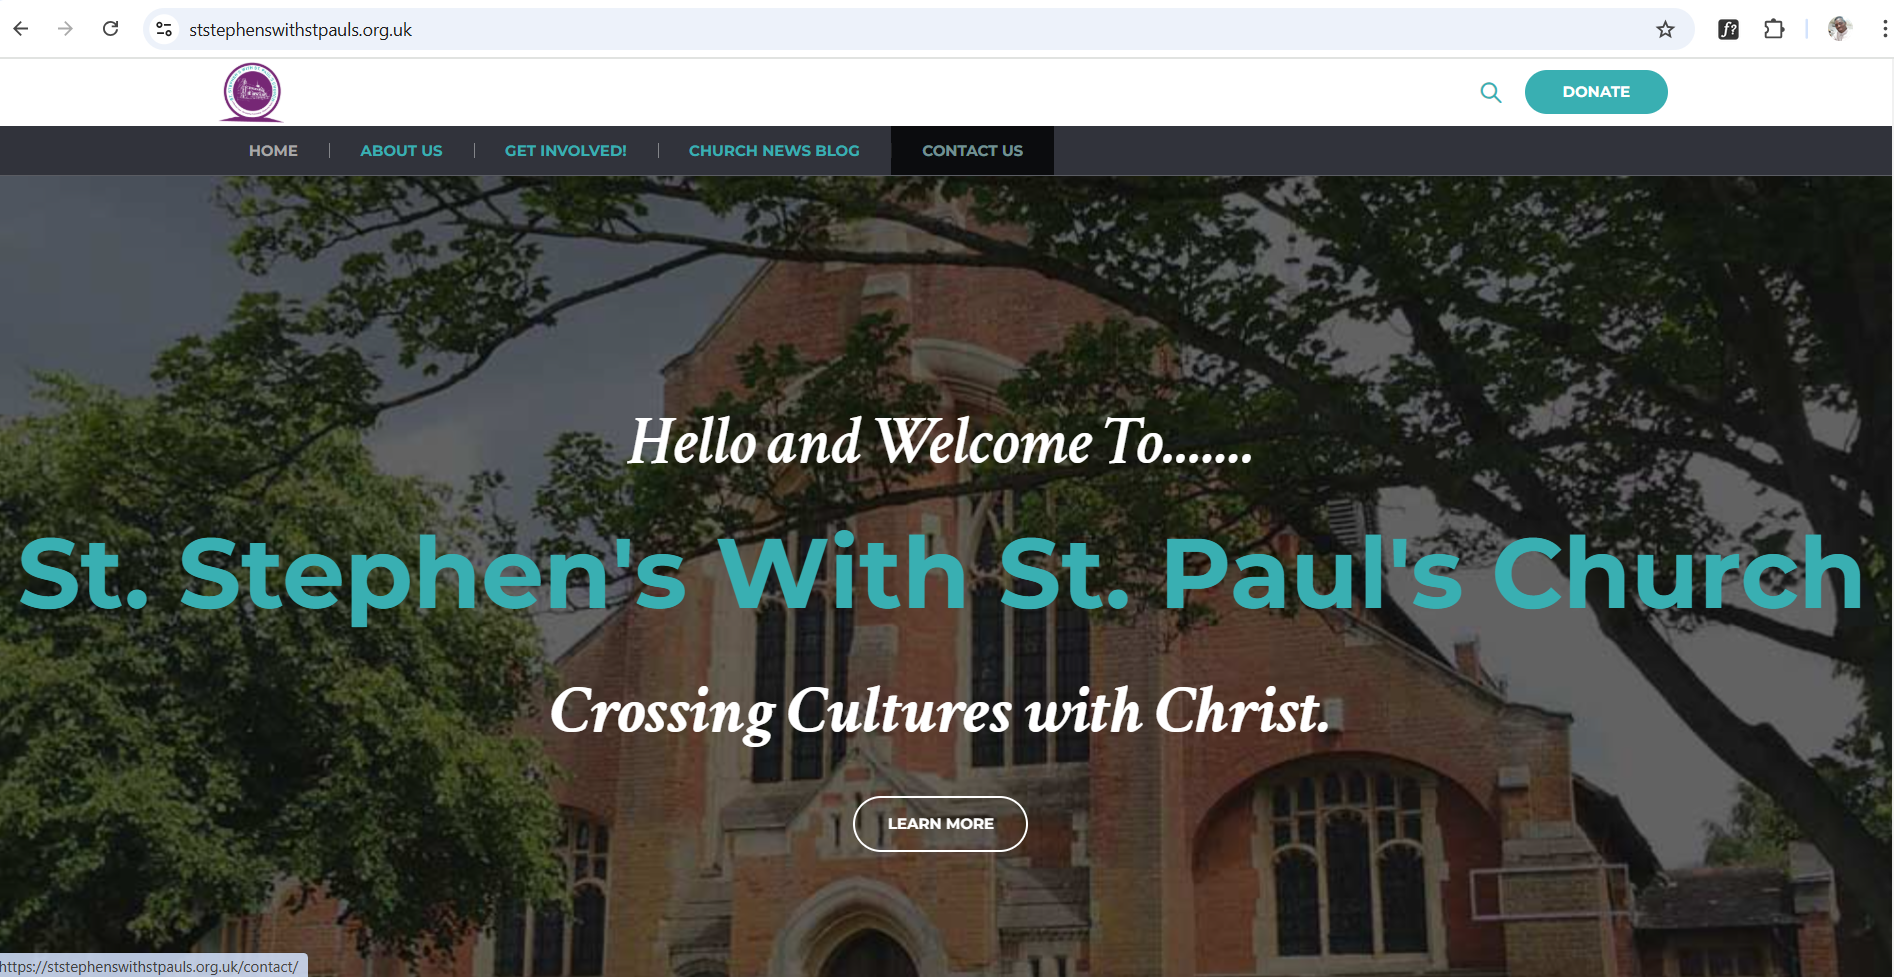 ststephenswithstpauls.org.uk
f?
DONATE
HOME
ABOUT US
GET INVOLVED!
CHURCH NEWS BLOG
CONTACT US
Hello and Welcome To.......
St. Stephen's With St. Paul's Church
Crossing Cultures with Christ.
LEARN MORE
https://ststephenswithstpauls.org.uk/contact/